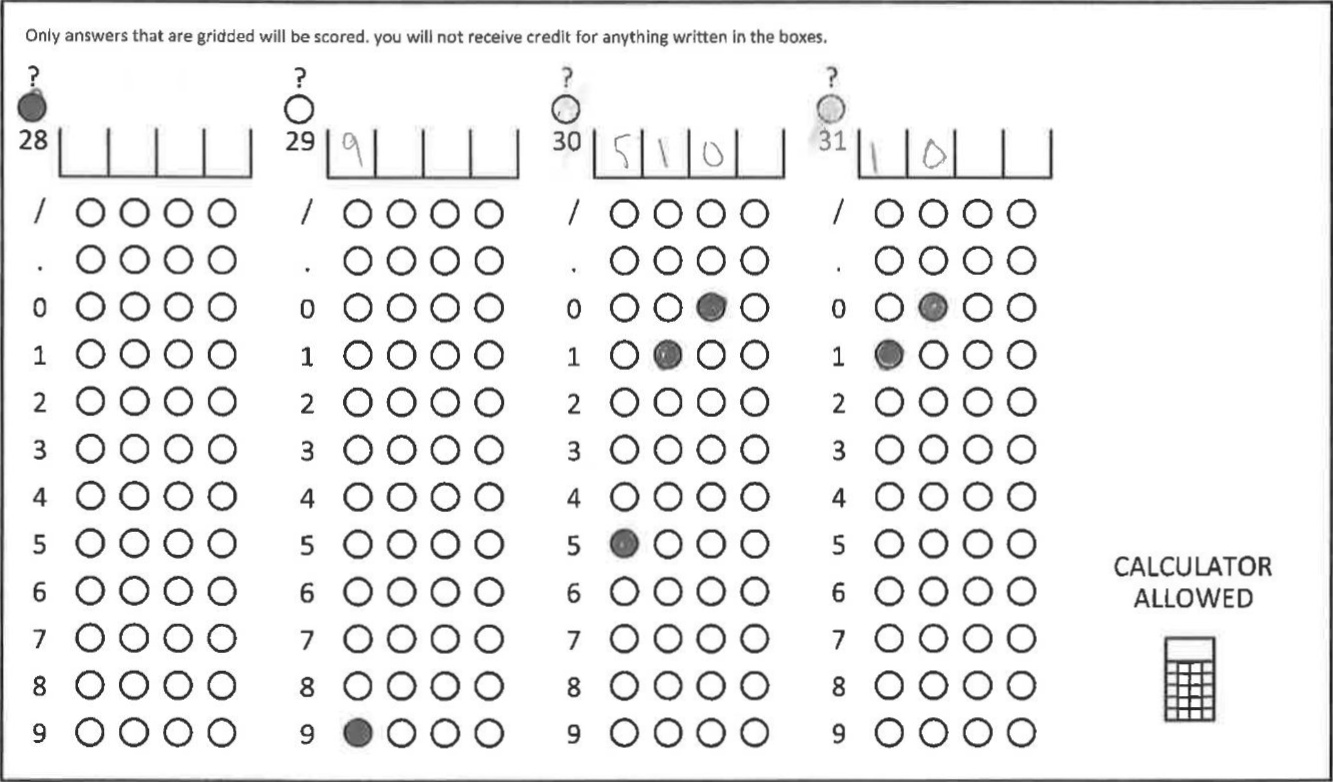 Only answers that are gridded will be scored. you will not receive credit for anything written in the boxes.
? ? ? ?
28 29 9 30 5 1 0 31 1 0
/ / / /
. . . .
0 0 0 0
1 1 1 1
2 2 2 2
3 3 3 3
4 4 4 4
5 5 5 5
6 6 6 6
7 7 7 7
8 8 8 8
9 9 9 9
CALCULATOR
ALLOWED